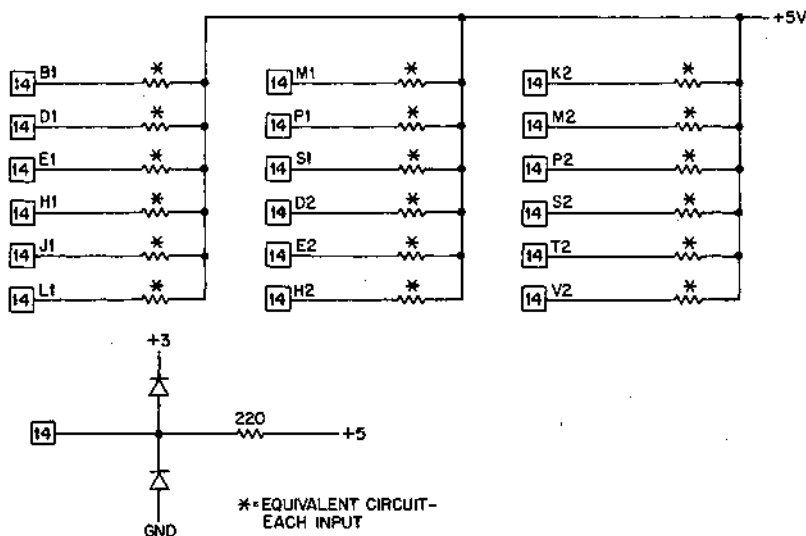 +5V
* * *
14 B1 14 M1 14 K2
* * *
14 D1 14 P1 14 M2
* * *
14 E1 14 S1 14 P2
* * *
14 H1 14 D2 14 S2
* * *
14 J1 14 E2 14 T2
* * *
14 L1 14 H2 14 V2
+3
220
14 +5
*=EQUIVALENT CIRCUIT-
EACH INPUT
GND